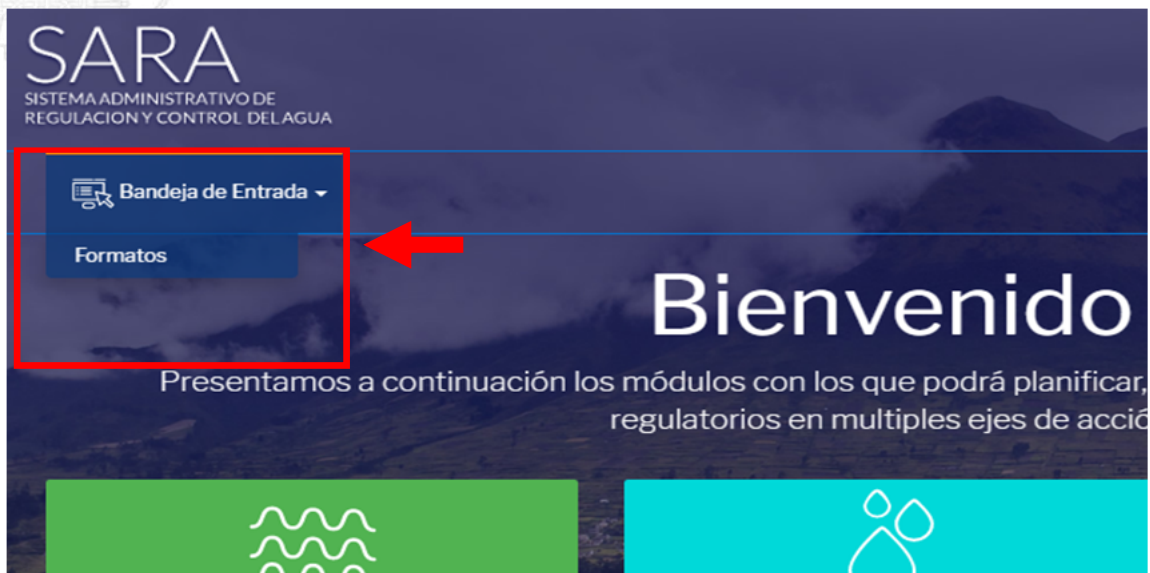 SARA
SISTEMA ADMINISTRATIVO DE
REGULACION Y CONTROL DEL AGUA
Bandeja de Entrada
Formatos
Bienvenido
Presentamos a continuación los módulos con los que podrá planificar,
regulatorios en multiples ejes de acció